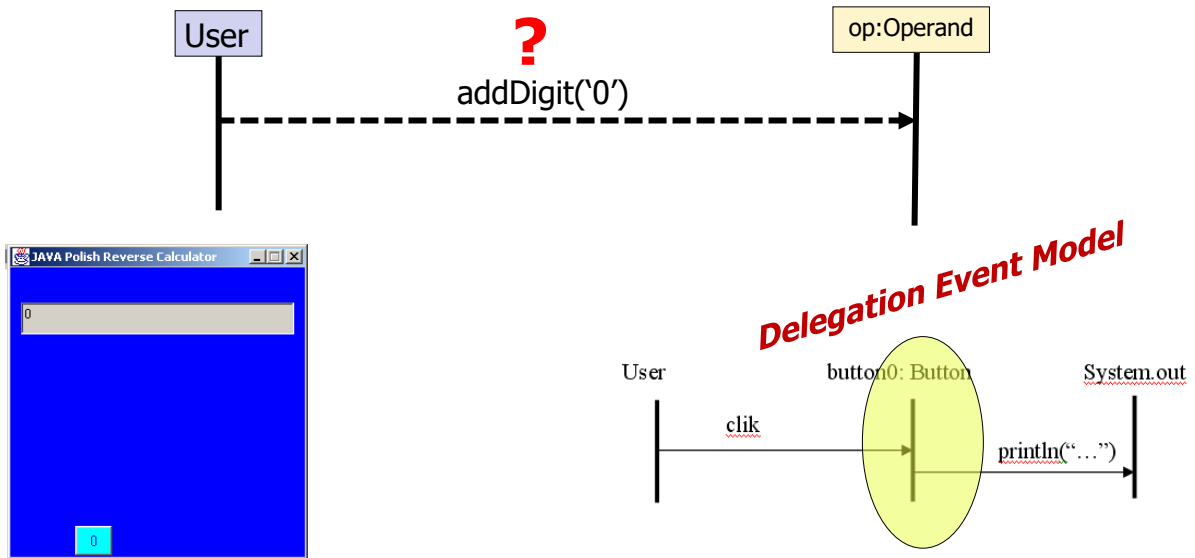 User
?
op:Operand
addDigit(‘0’)
JAVA Polish Reverse Calculator
0
0
Delegation Event Model
User
button0: Button
System.out
clik
println(“…”)